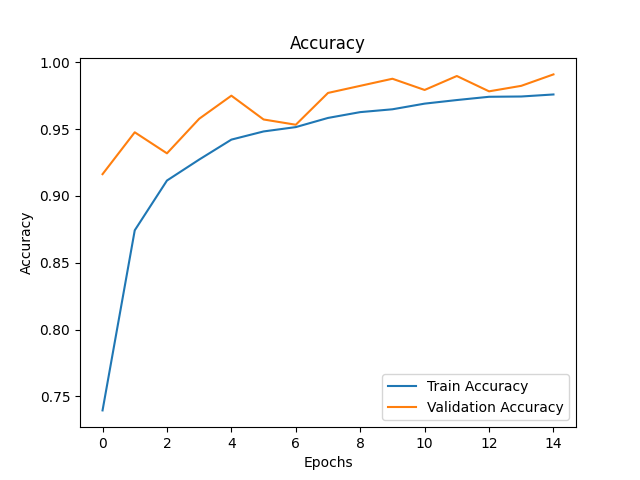 Accuracy
1.00
0.95
0.90
0.85
0.80
0.75
Accuracy
Train Accuracy
Validation Accuracy
0 2 4 6 8 10 12 14
Epochs